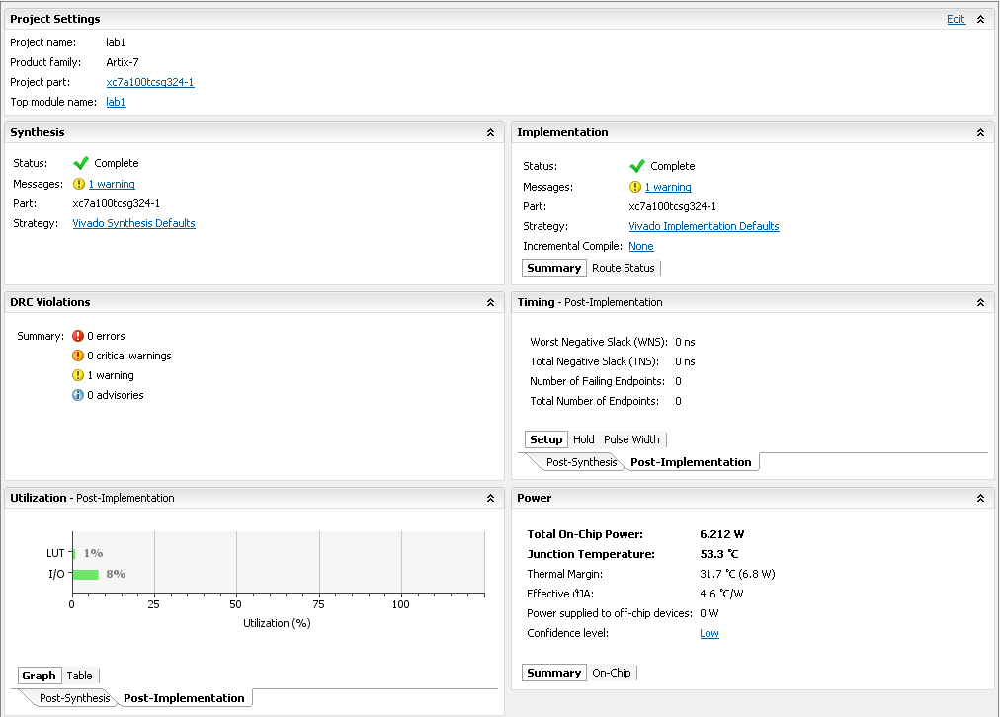 Project Settings
Edit
Project name: lab1
Product family: Artix-7
Project part: xc7a100tcsg324-1
Top module name: lab1
Synthesis
Status: Complete
Messages: 1 warning
Part: xc7a100tcsg324-1
Strategy: Vivado Synthesis Defaults
Implementation
Status: Complete
Messages: 1 warning
Part: xc7a100tcsg324-1
Strategy: Vivado Implementation Defaults
Incremental Compile: None
Summary Route Status
DRC Violations
Summary: 0 errors
0 critical warnings
1 warning
0 advisories
Timing - Post-Implementation
Worst Negative Slack (WNS): 0 ns
Total Negative Slack (TNS): 0 ns
Number of Failing Endpoints: 0
Total Number of Endpoints: 0
Setup Hold Pulse Width
Post-Synthesis Post-Implementation
Utilization - Post-Implementation
LUT 1%
I/O 8%
0 25 50 75 100
Utilization (%)
Graph Table
Post-Synthesis Post-Implementation
Power
Total On-Chip Power: 6.212 W
Junction Temperature: 53.3 °C
Thermal Margin: 31.7 °C (6.8 W)
Effective ϑJA: 4.6 °C/W
Power supplied to off-chip devices: 0 W
Confidence level: Low
Summary On-Chip